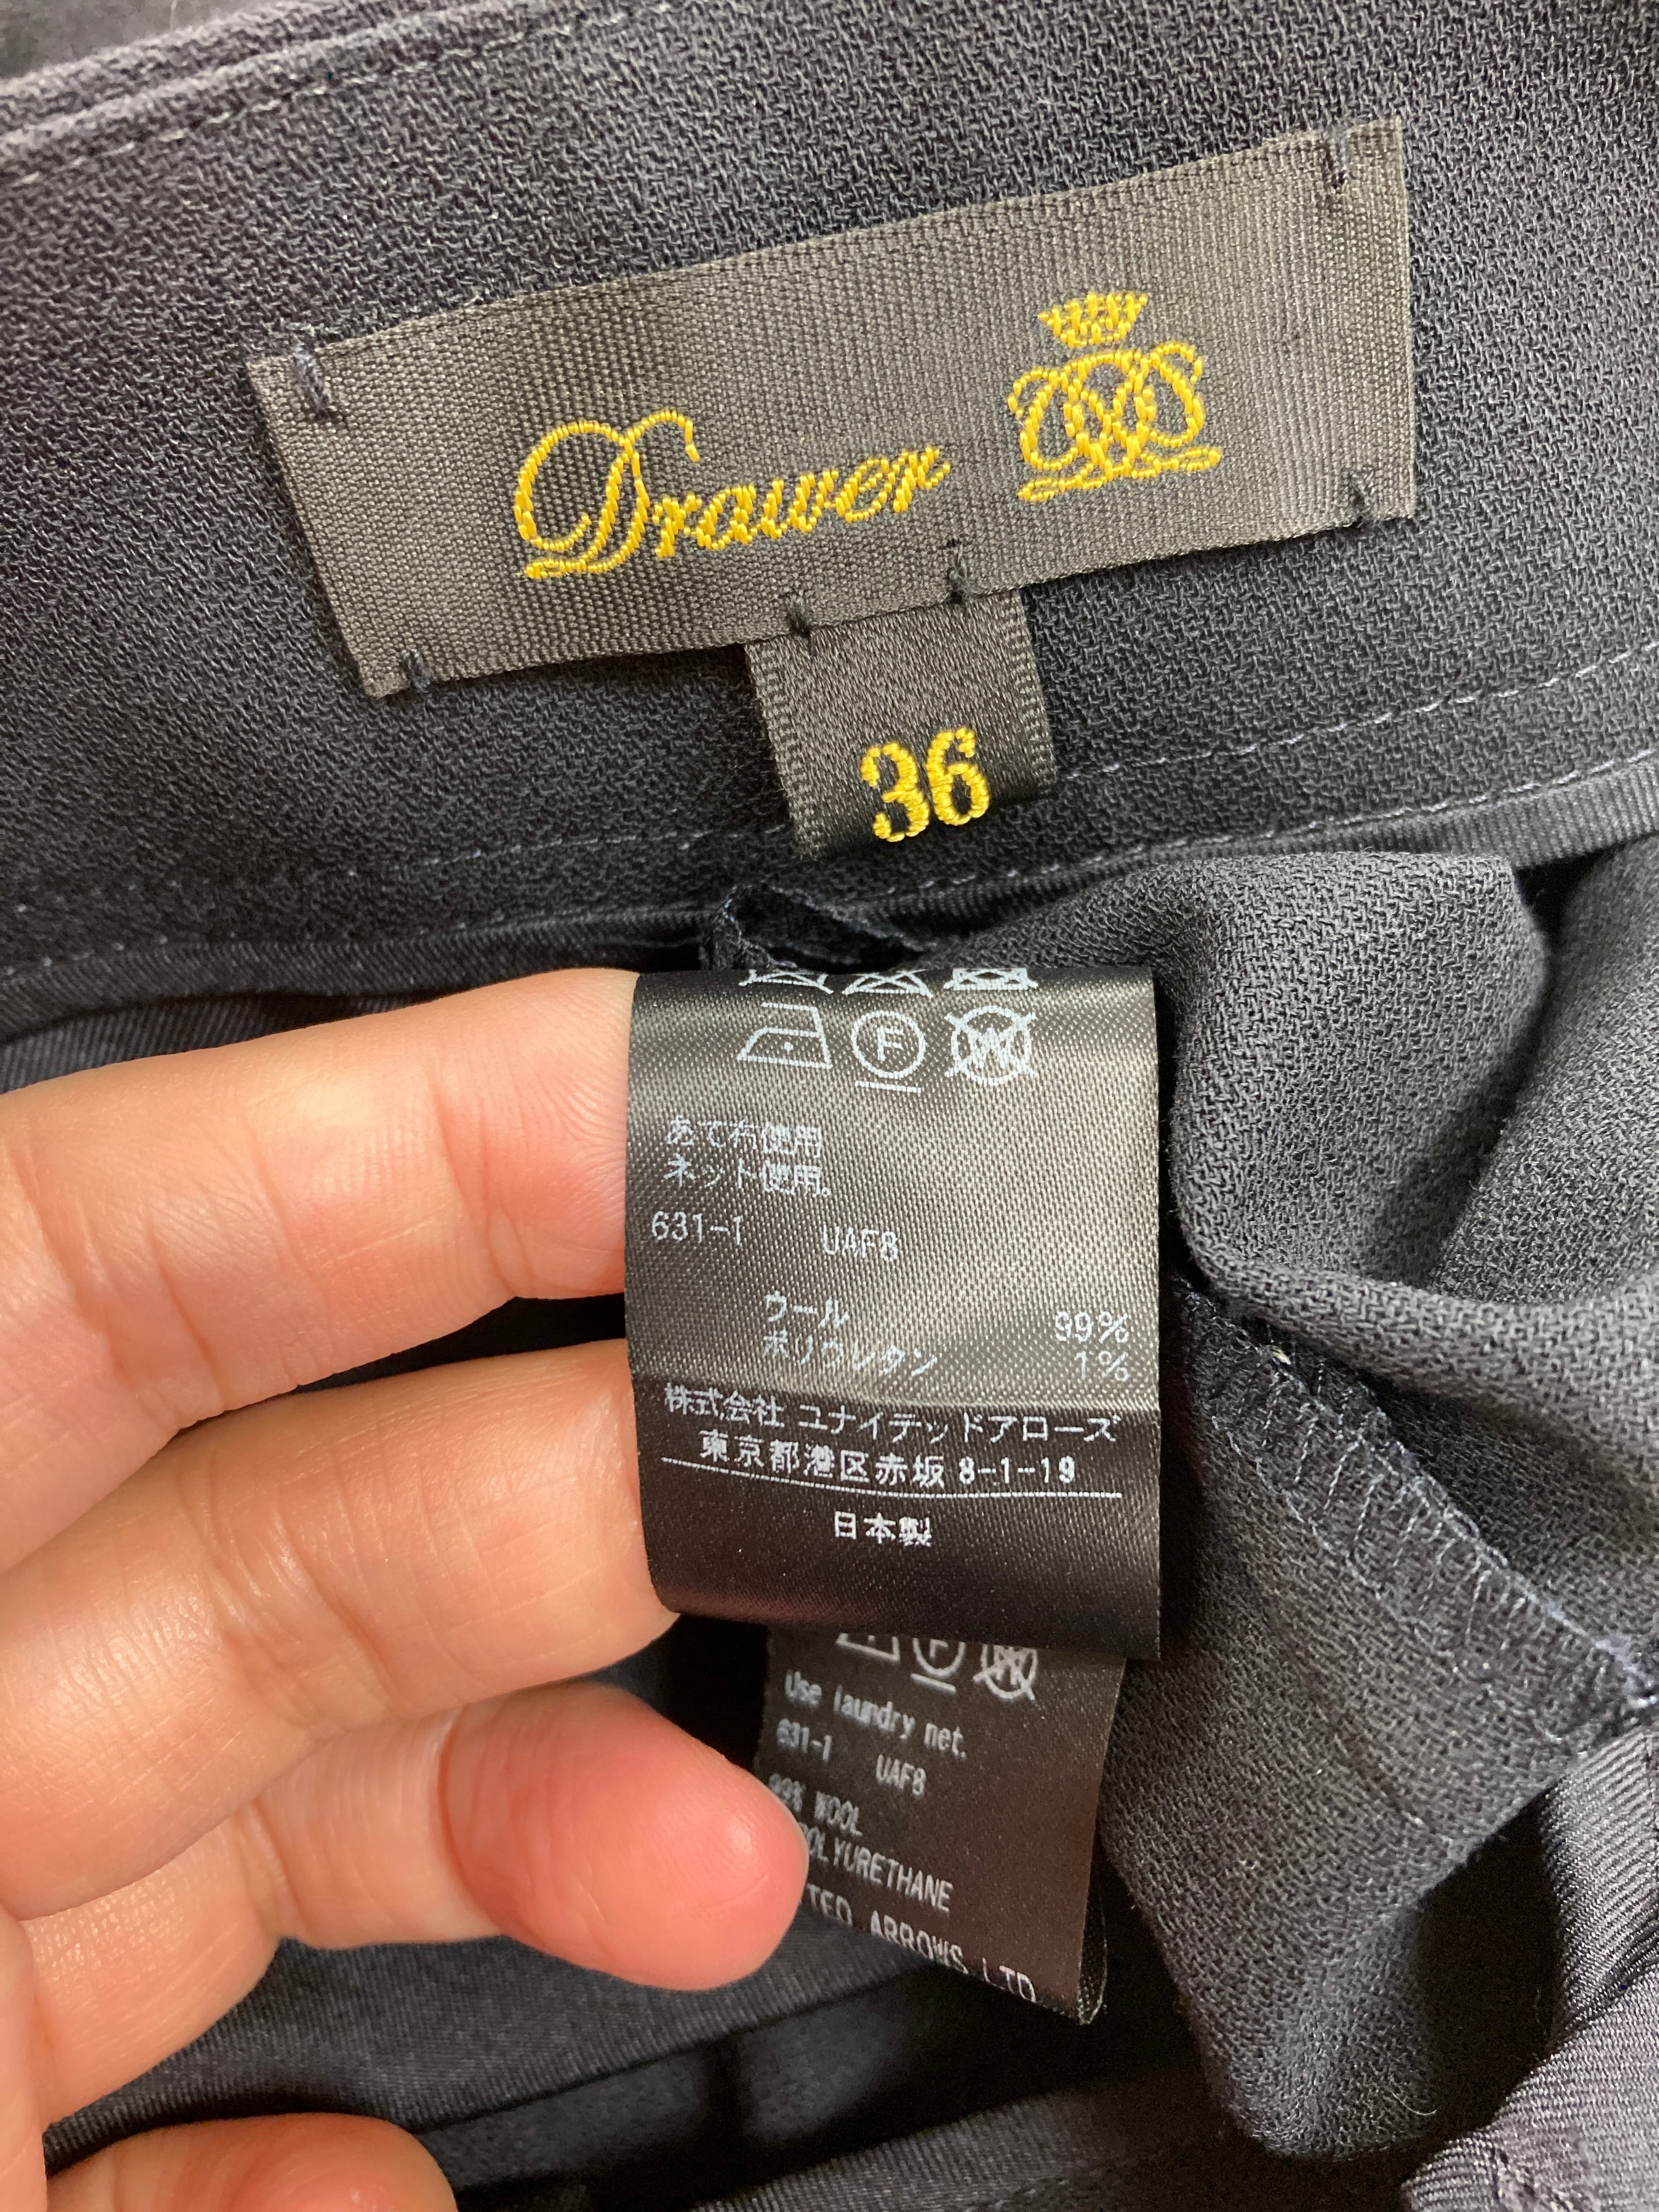 Drawer
36
F W
あて布使用
ネット使用。
631-1 UAF8
ウール 99%
ポリウレタン 1%
株式会社 ユナイテッドアローズ
東京都港区赤坂 8-1-19
日本製
F W
Use laundry net.
631-1 UAF8
99% WOOL
POLYURETHANE
ARROWS LTD.